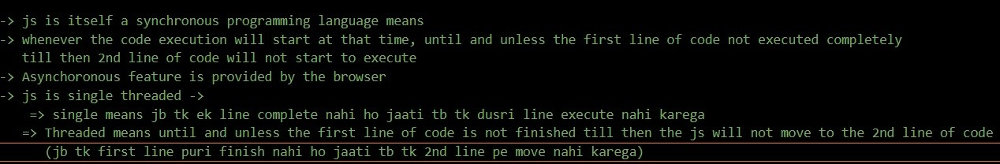 -> js is itself a synchronous programming language means
-> whenever the code execution will start at that time, until and unless the first line of code not executed completely
till then 2nd line of code will not start to execute
-> Asynchoronous feature is provided by the browser
-> js is single threaded ->
=> single means jb tk ek line complete nahi ho jaati tb tk dusri line execute nahi karega
=> Threaded means until and unless the first line of code is not finished till then the js will not move to the 2nd line of code
(jb tk first line puri finish nahi ho jaati tb tk 2nd line pe move nahi karega)